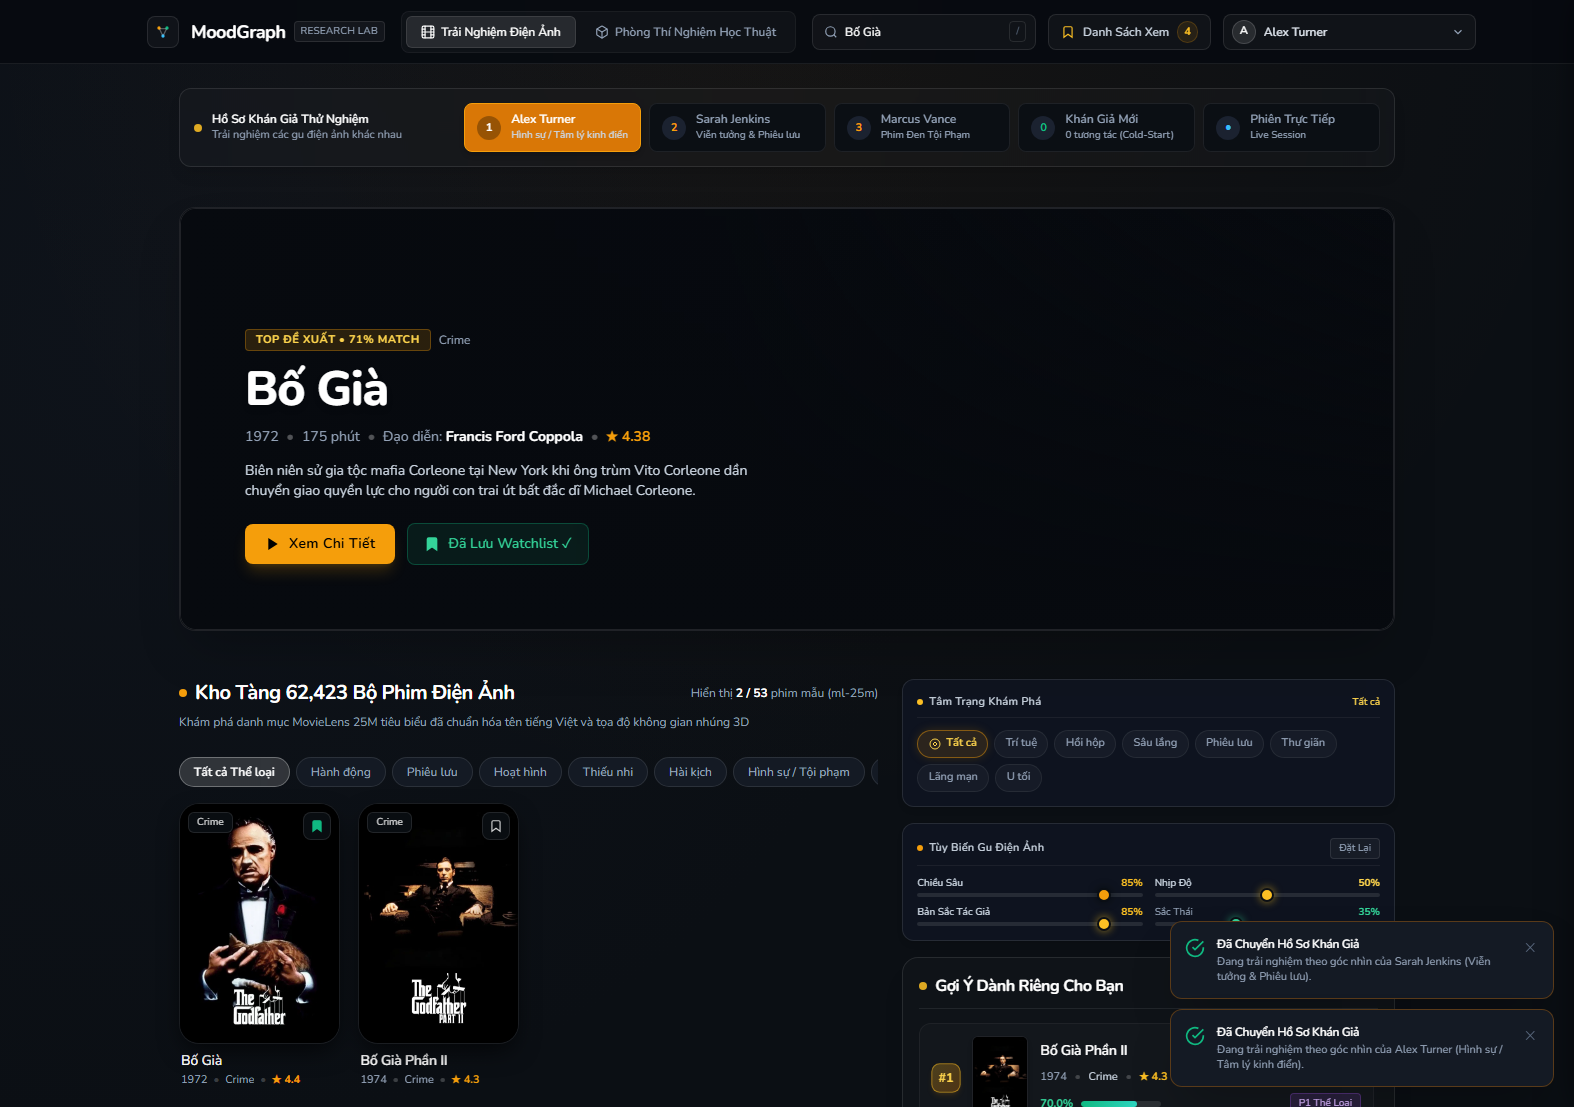 MoodGraph
RESEARCH LAB
Trải Nghiệm Điện Ảnh
Phòng Thí Nghiệm Học Thuật
Bố Già
/
Danh Sách Xem
4
A
Alex Turner
Hồ Sơ Khán Giả Thử Nghiệm
Trải nghiệm các gu điện ảnh khác nhau
1
Alex Turner
Hình sự / Tâm lý kinh điển
2
Sarah Jenkins
Viễn tưởng & Phiêu lưu
3
Marcus Vance
Phim Đen Tội Phạm
0
Khán Giả Mới
0 tương tác (Cold-Start)
Phiên Trực Tiếp
Live Session
TOP ĐỀ XUẤT • 71% MATCH
Crime
Bố Già
1972 • 175 phút • Đạo diễn: Francis Ford Coppola • ★ 4.38
Biên niên sử gia tộc mafia Corleone tại New York khi ông trùm Vito Corleone dần
chuyển giao quyền lực cho người con trai út bất đắc dĩ Michael Corleone.
Xem Chi Tiết
Đã Lưu Watchlist ✓
Kho Tàng 62,423 Bộ Phim Điện Ảnh
Hiển thị 2 / 53 phim mẫu (ml-25m)
Khám phá danh mục MovieLens 25M tiêu biểu đã chuẩn hóa tên tiếng Việt và tọa độ không gian nhúng 3D
Tất cả Thể loại
Hành động
Phiêu lưu
Hoạt hình
Thiếu nhi
Hài kịch
Hình sự / Tội phạm
Crime
The Godfather
Bố Già
1972 • Crime • ★ 4.4
Crime
The Godfather PART II
Bố Già Phần II
1974 • Crime • ★ 4.3
Tâm Trạng Khám Phá
Tất cả
Tất cả
Trí tuệ
Hồi hộp
Sâu lắng
Phiêu lưu
Thư giãn
Lãng mạn
U tối
Tùy Biến Gu Điện Ảnh
Đặt Lại
Chiều Sâu
85%
Nhịp Độ
50%
Bản Sắc Tác Giả
85%
Sắc Thái
35%
Gợi Ý Dành Riêng Cho Bạn
#1
Bố Già Phần II
1974 • Crime • ★ 4.3
70.0%
P1 Thể Loại
Đã Chuyển Hồ Sơ Khán Giả
Đang trải nghiệm theo góc nhìn của Sarah Jenkins (Viễn
tưởng & Phiêu lưu).
Đã Chuyển Hồ Sơ Khán Giả
Đang trải nghiệm theo góc nhìn của Alex Turner (Hình sự /
Tâm lý kinh điển).